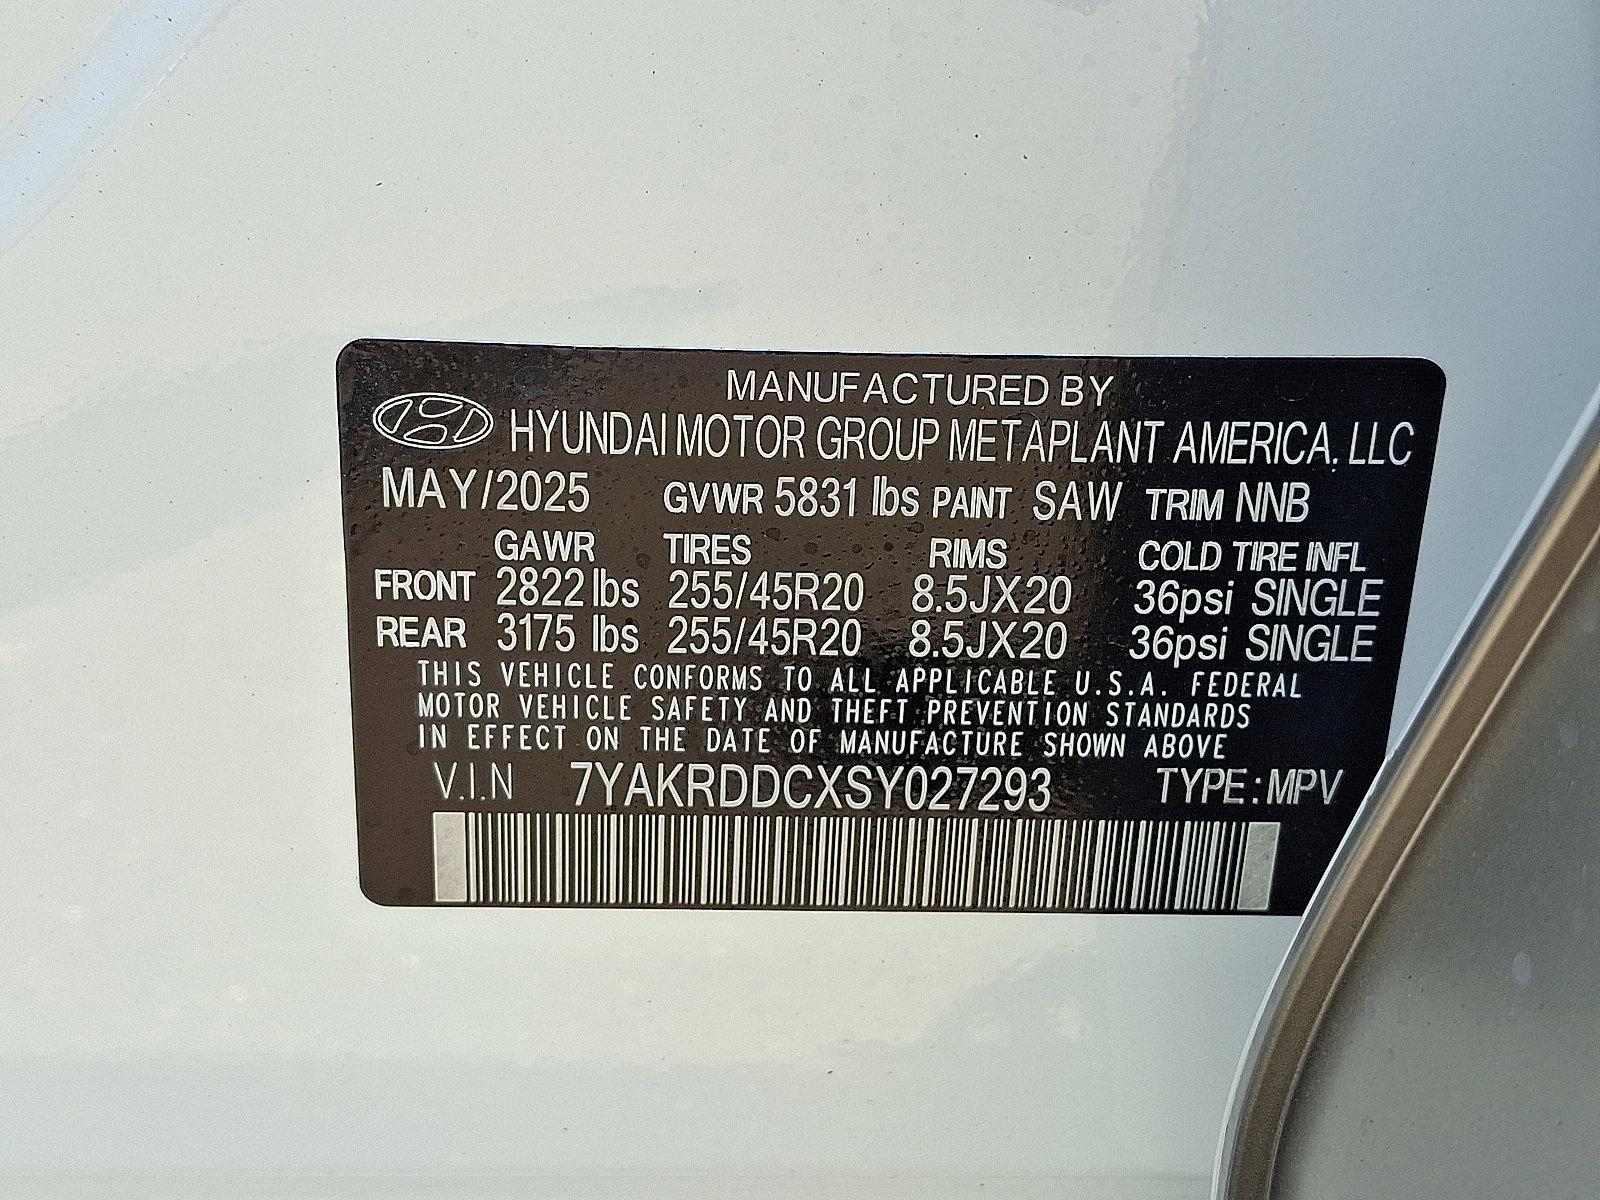 MANUFACTURED BY
HYUNDAI MOTOR GROUP METAPLANT AMERICA, LLC
MAY/2025 GVWR 5831 lbs PAINT SAW TRIM NNB
GAWR TIRES RIMS COLD TIRE INFL
FRONT 2822 lbs 255/45R20 8.5JX20 36psi SINGLE
REAR 3175 lbs 255/45R20 8.5JX20 36psi SINGLE
THIS VEHICLE CONFORMS TO ALL APPLICABLE U.S.A. FEDERAL
MOTOR VEHICLE SAFETY AND THEFT PREVENTION STANDARDS
IN EFFECT ON THE DATE OF MANUFACTURE SHOWN ABOVE
V.I.N 7YAKRDDCXSY027293 TYPE:MPV